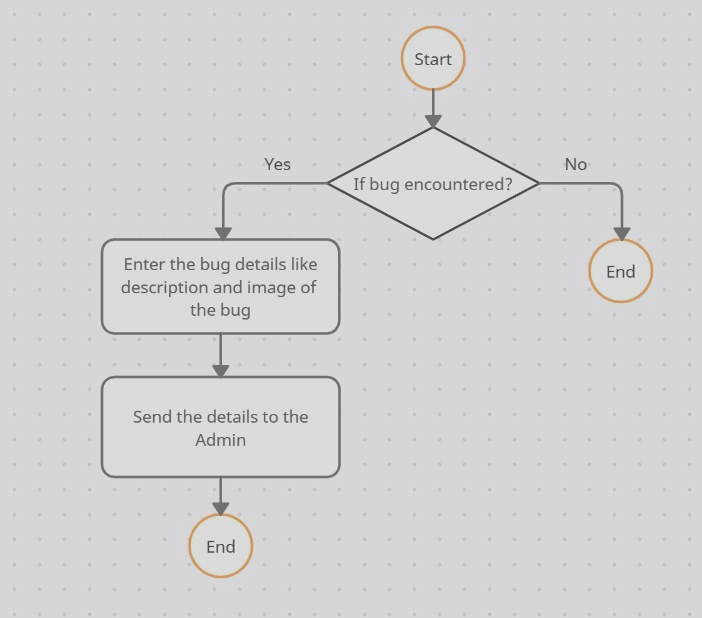 Start
If bug encountered?
Yes
No
Enter the bug details like
description and image of
the bug
End
Send the details to the
Admin
End